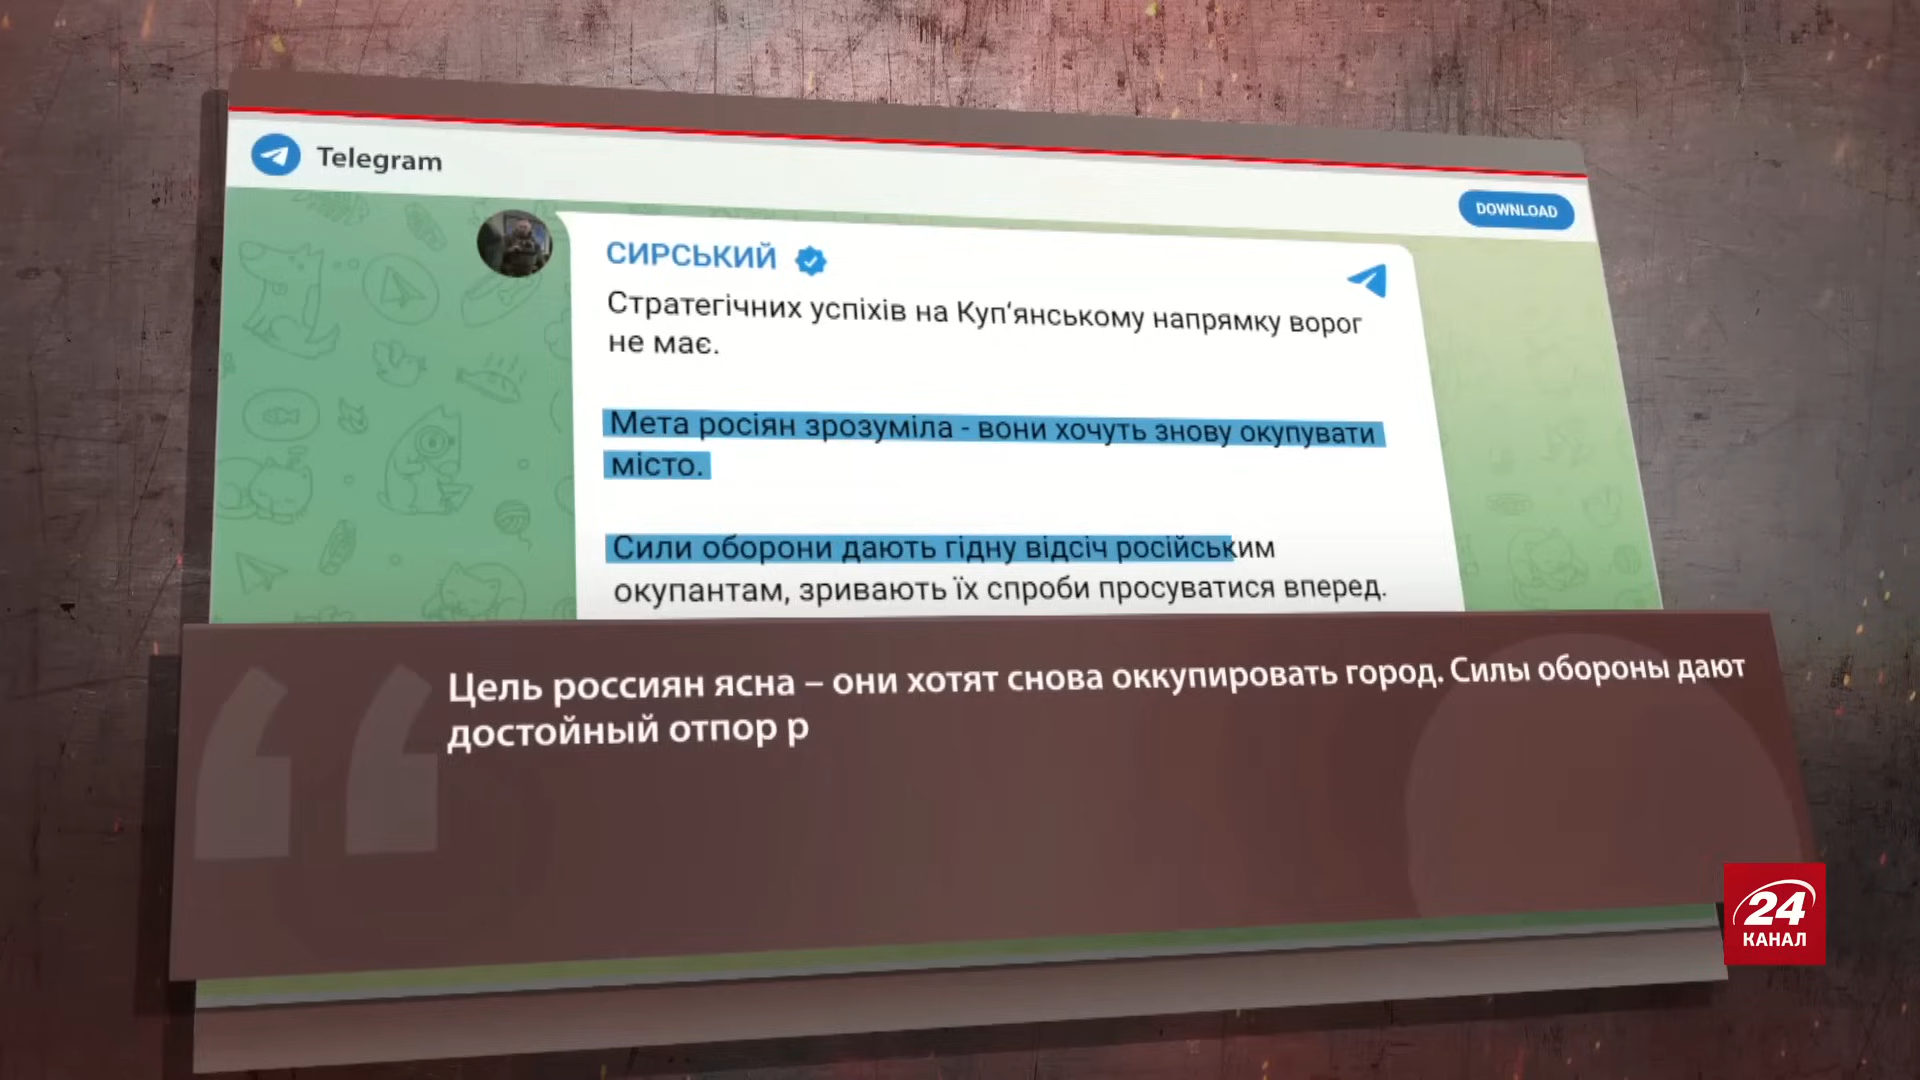 Telegram
DOWNLOAD
СИРСЬКИЙ
Стратегічних успіхів на Куп‘янському напрямку ворог
не має.
Мета росіян зрозуміла - вони хочуть знову окупувати
місто.
Сили оборони дають гідну відсіч російським
окупантам, зривають їх спроби просуватися вперед.
Цель россиян ясна – они хотят снова оккупировать город. Силы обороны дают
достойный отпор р
24
КАНАЛ